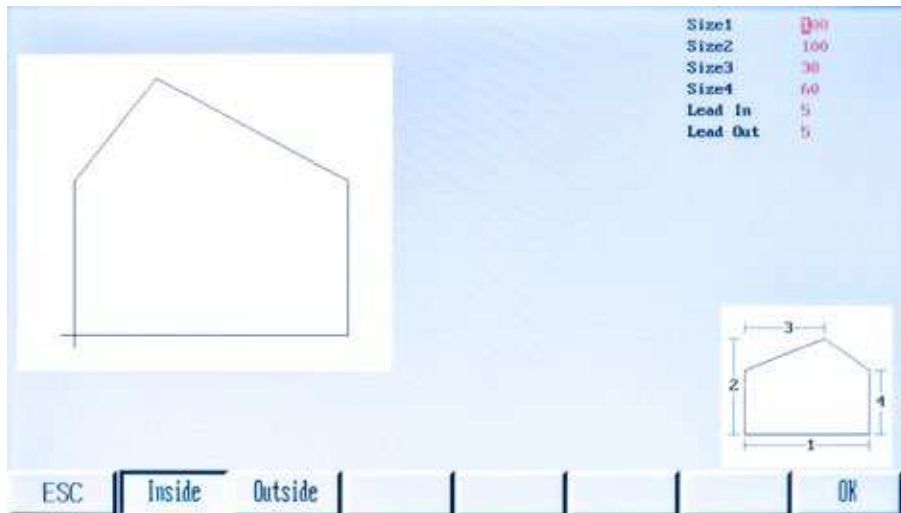 Size1 100
Size2 100
Size3 30
Size4 60
Lead In 5
Lead Out 5
3
2
4
1
ESC Inside Outside OK